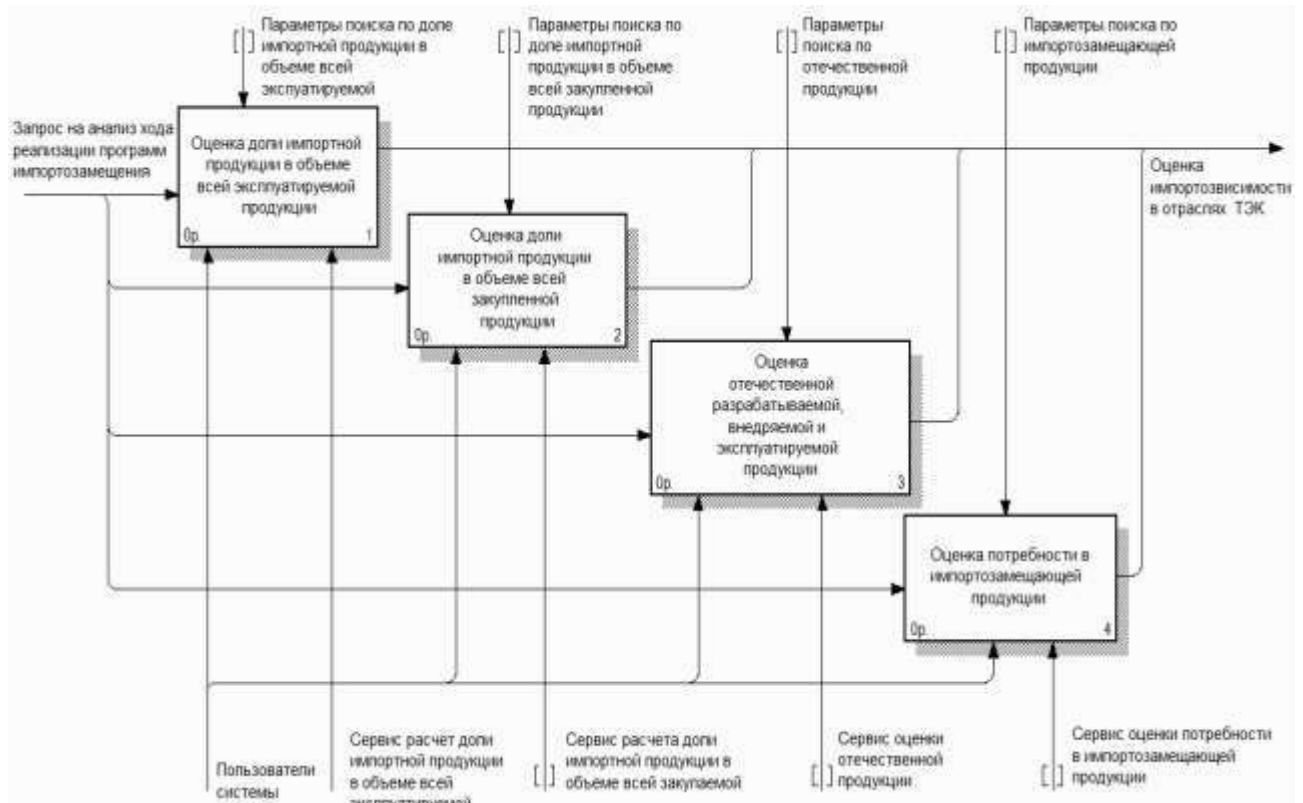 Параметры поиска по доле
импортной продукции в
объеме всей
эксплуатируемой
Параметры поиска по
доле импортной
продукции в объеме
всей закупленной
продукции
Параметры
поиска по
отечественной
продукции
Параметры поиска по
импортозамещающей
продукции
Запрос на анализ хода
реализации программ
импортозамещения
Оценка доли импортной
продукции в объеме
всей эксплуатируемой
продукции
0р. 1
Оценка
импортозвисимости
в отраслях ТЭК
Оценка доли
импортной продукции
в объеме всей
закупленной
продукции
0р. 2
Оценка
отечественной
разрабатываемой,
внедряемой и
эксплуатируемой
продукции
0р. 3
Оценка потребности в
импортозамещающей
продукции
0р. 4
Пользователи
системы
Сервис расчет доли
импортной продукции
в объеме всей
эксплуатируемой
Сервис расчета доли
импортной продукции в
объеме всей закупаемой
Сервис оценки
отечественной
продукции
Сервис оценки потребности
в импортозамещающей
продукции